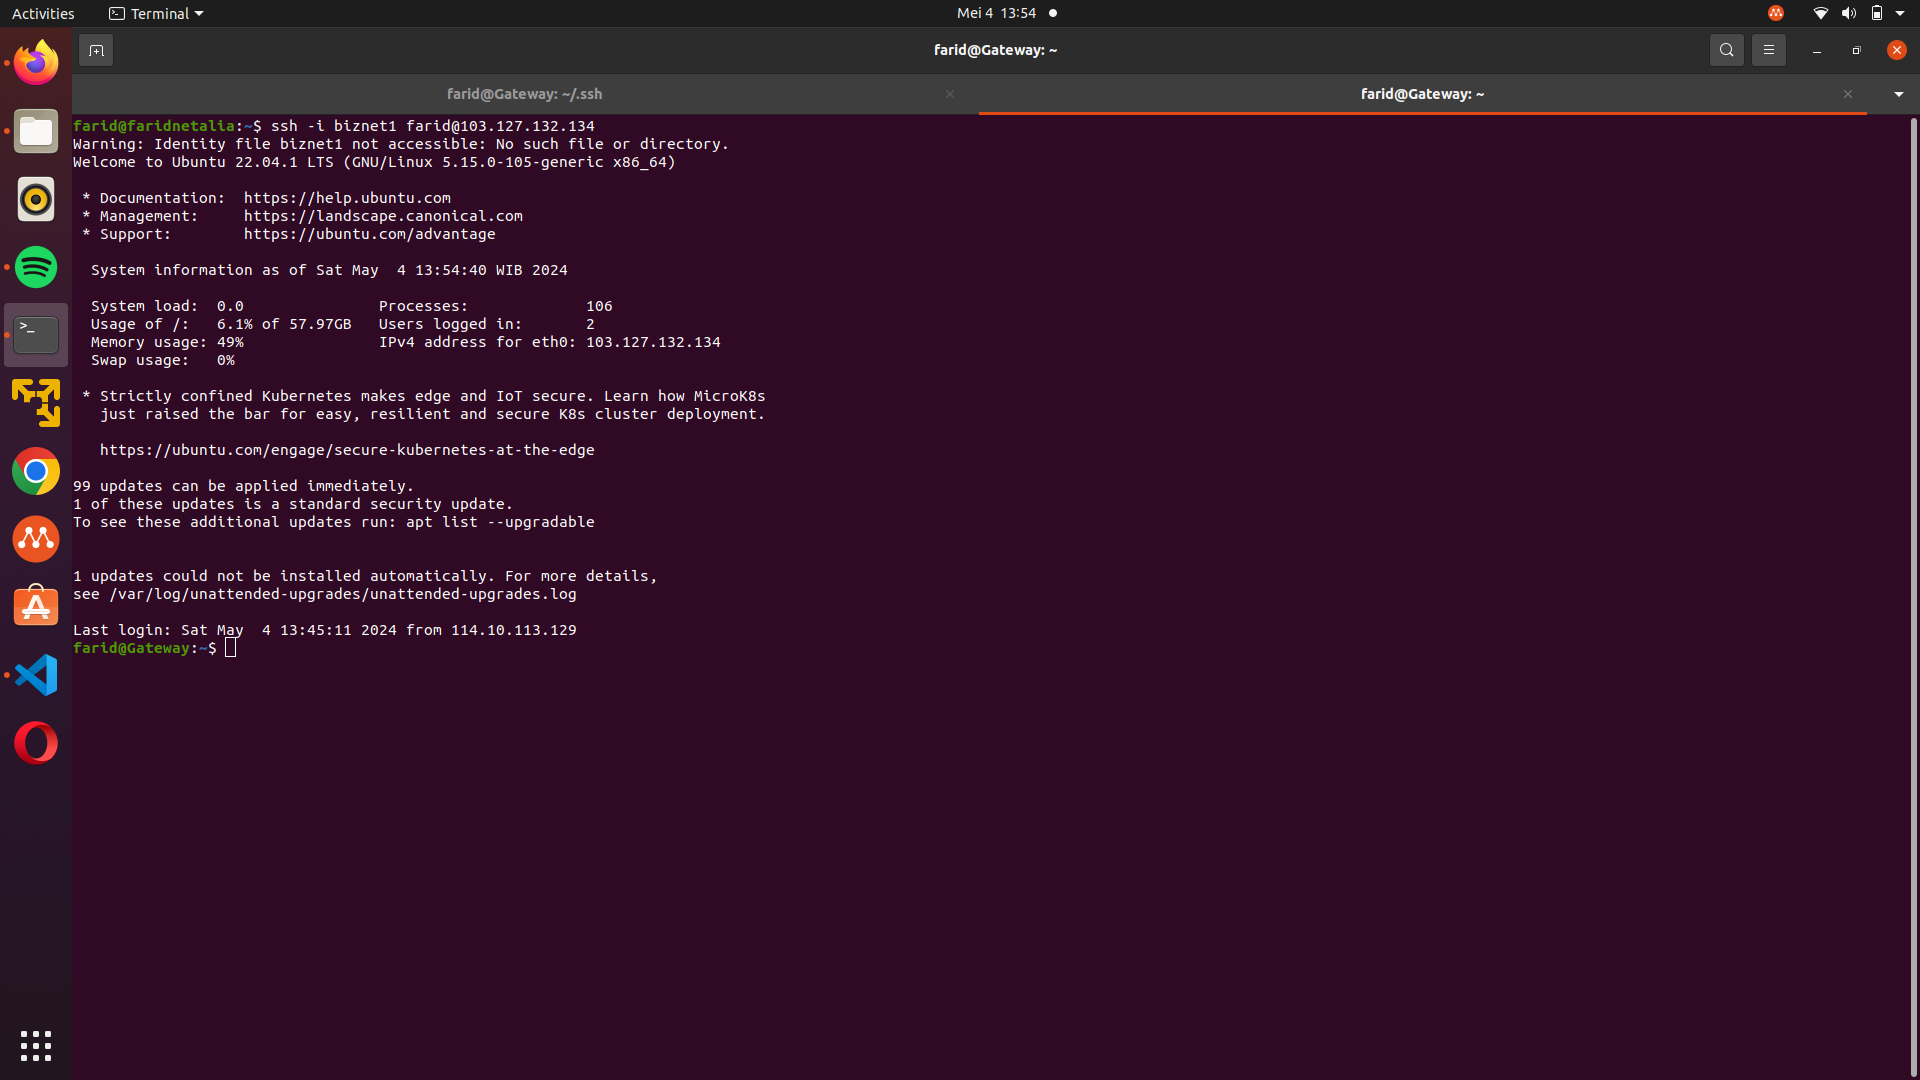 Activities
Terminal
Mei 4 13:54
farid@Gateway: ~
farid@Gateway: ~/.ssh
farid@Gateway: ~
farid@faridnetalia:~$ ssh -i biznet1 farid@103.127.132.134
Warning: Identity file biznet1 not accessible: No such file or directory.
Welcome to Ubuntu 22.04.1 LTS (GNU/Linux 5.15.0-105-generic x86_64)
* Documentation:  https://help.ubuntu.com
* Management:     https://landscape.canonical.com
* Support:        https://ubuntu.com/advantage
System information as of Sat May  4 13:54:40 WIB 2024
System load:  0.0               Processes:             106
Usage of /:   6.1% of 57.97GB   Users logged in:       2
Memory usage: 49%               IPv4 address for eth0: 103.127.132.134
Swap usage:   0%
* Strictly confined Kubernetes makes edge and IoT secure. Learn how MicroK8s
just raised the bar for easy, resilient and secure K8s cluster deployment.
https://ubuntu.com/engage/secure-kubernetes-at-the-edge
99 updates can be applied immediately.
1 of these updates is a standard security update.
To see these additional updates run: apt list --upgradable
1 updates could not be installed automatically. For more details,
see /var/log/unattended-upgrades/unattended-upgrades.log
Last login: Sat May  4 13:45:11 2024 from 114.10.113.129
farid@Gateway:~$